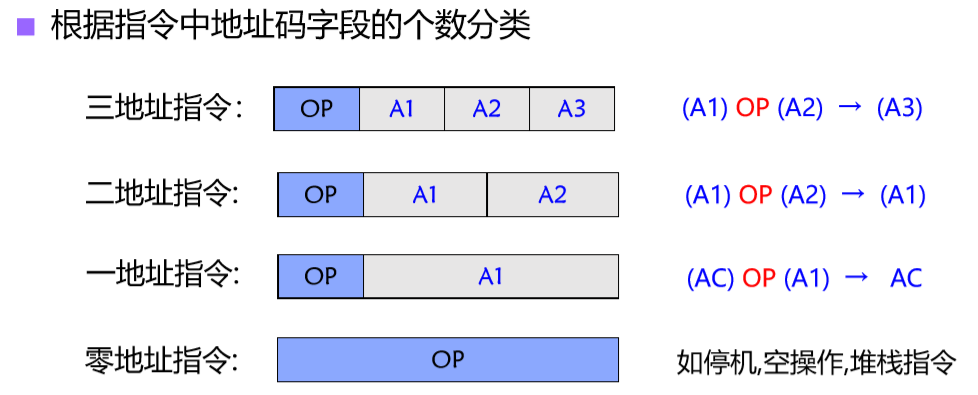 根据指令中地址码字段的个数分类
三地址指令: OP A1 A2 A3 (A1) OP (A2) → (A3)
二地址指令: OP A1 A2 (A1) OP (A2) → (A1)
一地址指令: OP A1 (AC) OP (A1) → AC
零地址指令: OP 如停机,空操作,堆栈指令